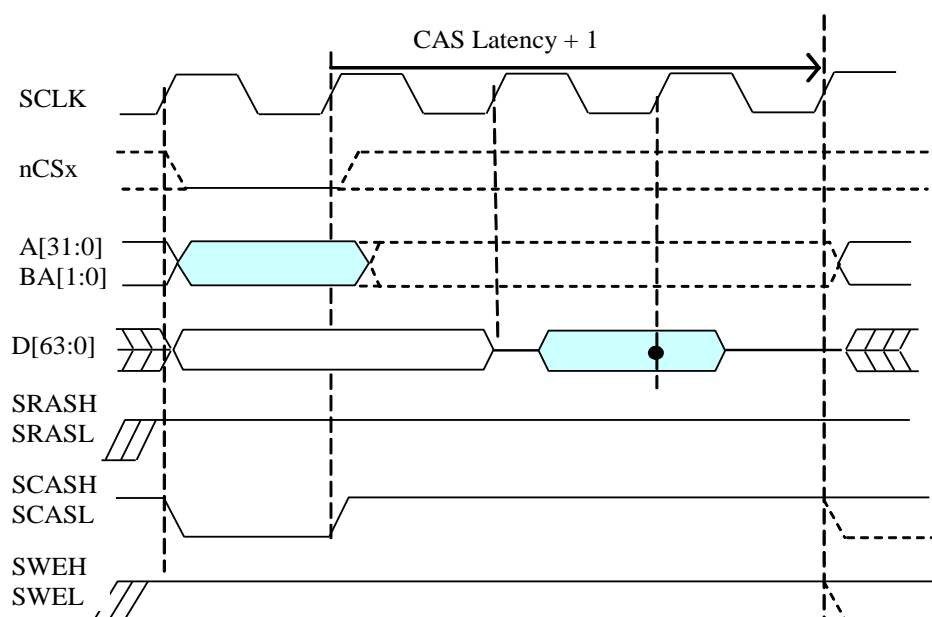 CAS Latency + 1
SCLK
nCSx
A[31:0]
BA[1:0]
D[63:0]
SRASH
SRASL
SCASH
SCASL
SWEH
SWEL